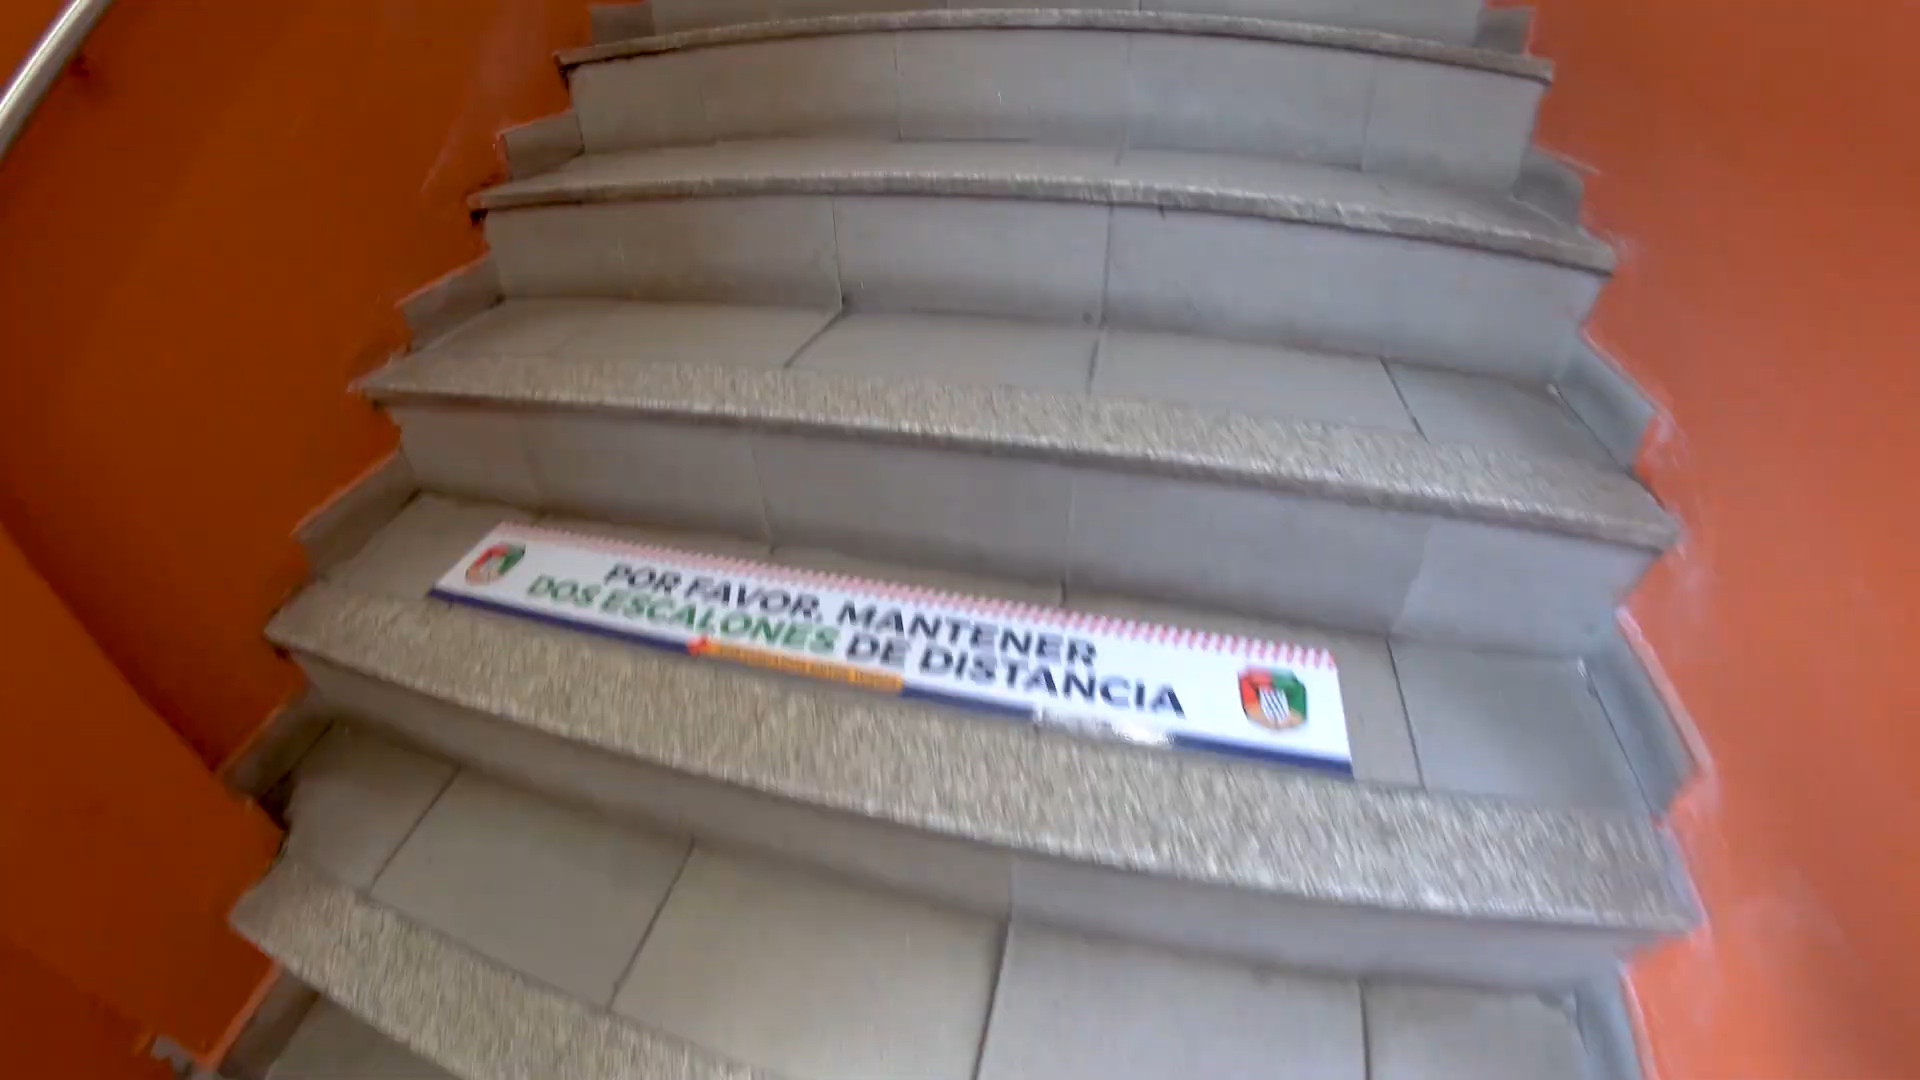 POR FAVOR, MANTENER
DOS ESCALONES DE DISTANCIA